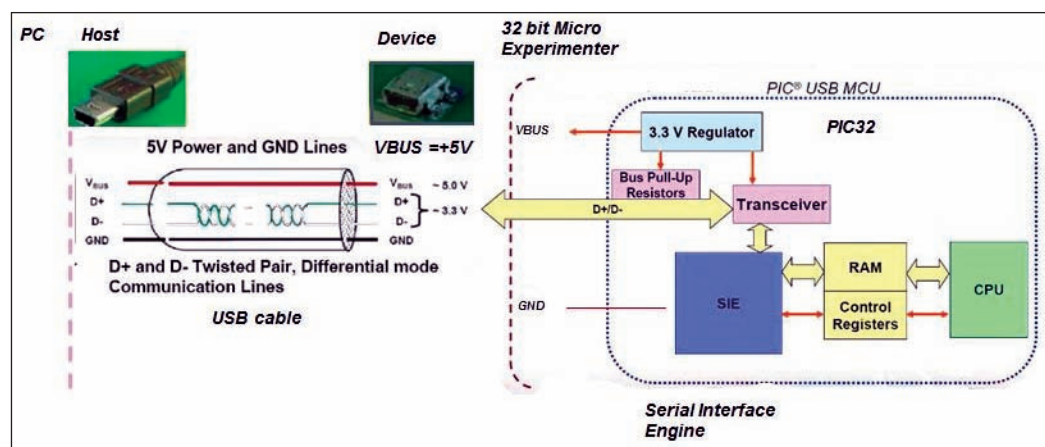 PC
Host
Device
32 bit Micro
Experimenter
PIC® USB MCU
PIC32
VBUS
3.3 V Regulator
5V Power and GND Lines
VBUS =+5V
Bus Pull-Up
Resistors
VBUS
VBUS
~ 5.0 V
D+
D+
~ 3.3 V
D-
D-
GND
GND
D+/D-
Transceiver
D+ and D- Twisted Pair, Differential mode
Communication Lines
USB cable
GND
SIE
RAM
Control
Registers
CPU
Serial Interface
Engine